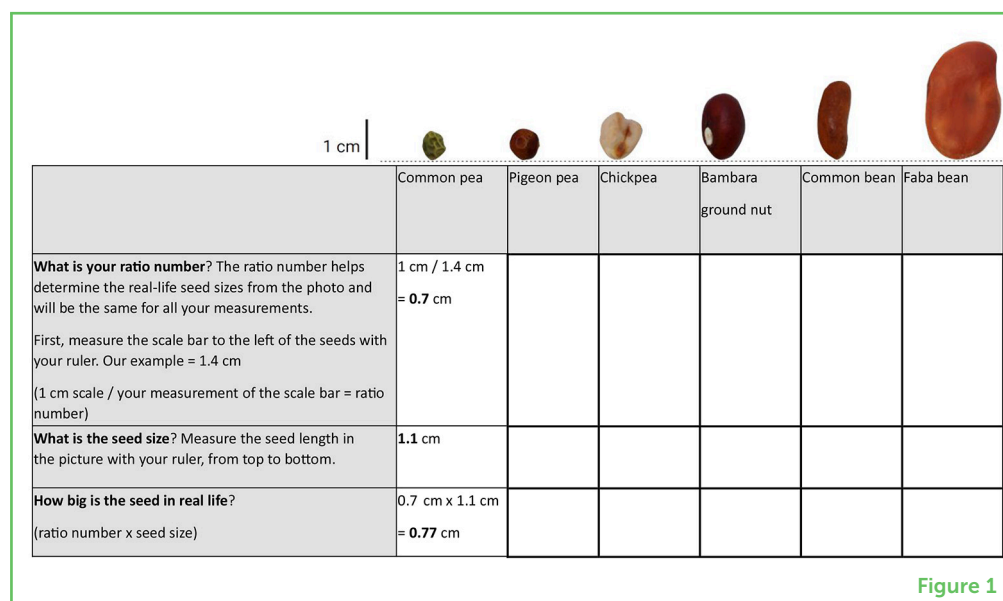 1 cm
Common pea
Pigeon pea
Chickpea
Bambara
ground nut
Common bean
Faba bean
What is your ratio number? The ratio number helps
determine the real-life seed sizes from the photo and
will be the same for all your measurements.
First, measure the scale bar to the left of the seeds with
your ruler. Our example = 1.4 cm
(1 cm scale / your measurement of the scale bar = ratio
number)
1 cm / 1.4 cm
= 0.7 cm
What is the seed size? Measure the seed length in
the picture with your ruler, from top to bottom.
1.1 cm
How big is the seed in real life?
(ratio number x seed size)
0.7 cm x 1.1 cm
= 0.77 cm
Figure 1